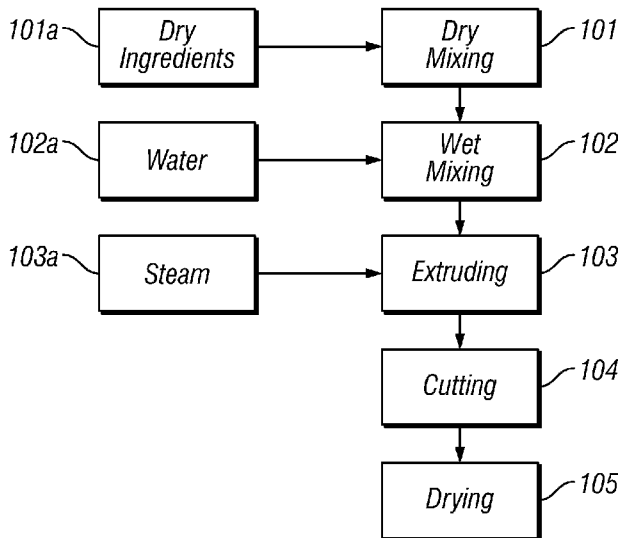 101a
Dry
Ingredients
Dry
Mixing
101
102a
Water
Wet
Mixing
102
103a
Steam
Extruding
103
Cutting
104
Drying
105